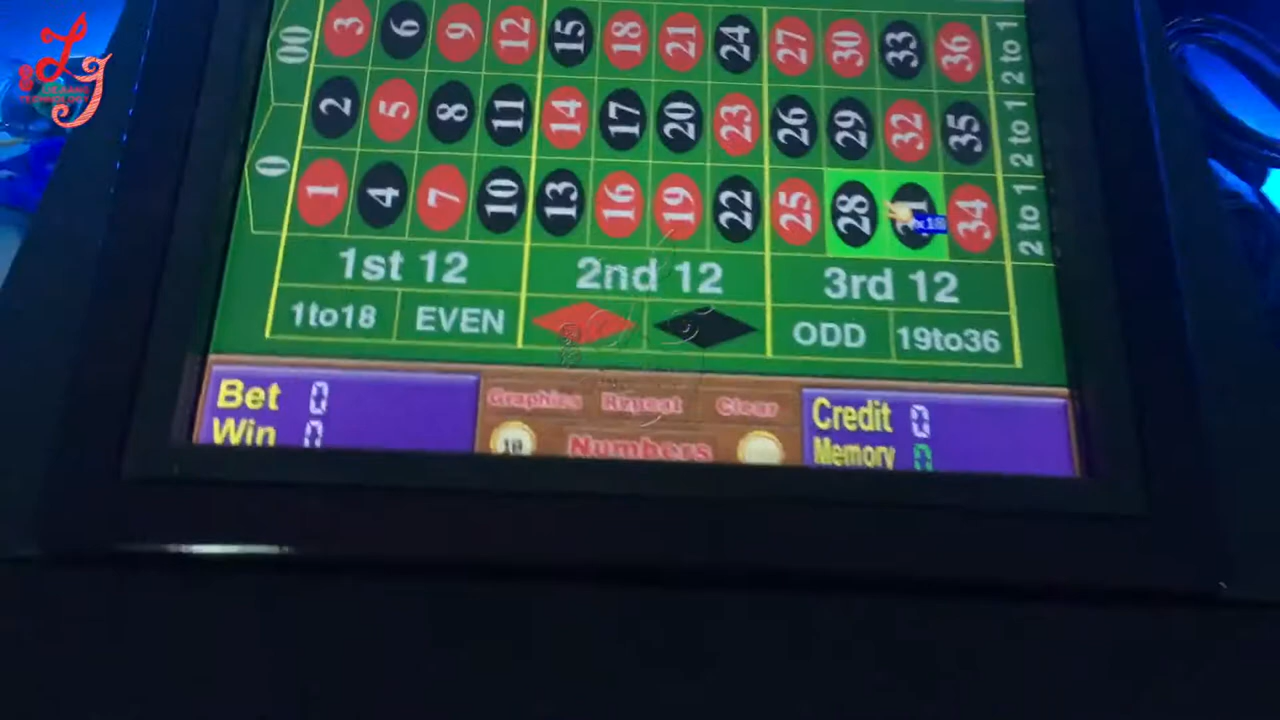 LIEJIANG
TECHNOLOGY
00 3 6 9 12 15 18 21 24 27 30 33 36 2 to 1
2 5 8 11 14 17 20 23 26 29 32 35 2 to 1
0 1 4 7 10 13 16 19 22 25 28 34 2 to 1
1st 12 2nd 12 3rd 12
1to18 EVEN ODD 19to36
Bet 0 Graphics Repeat Clear Credit 0
Win 0 Numbers Memory 0